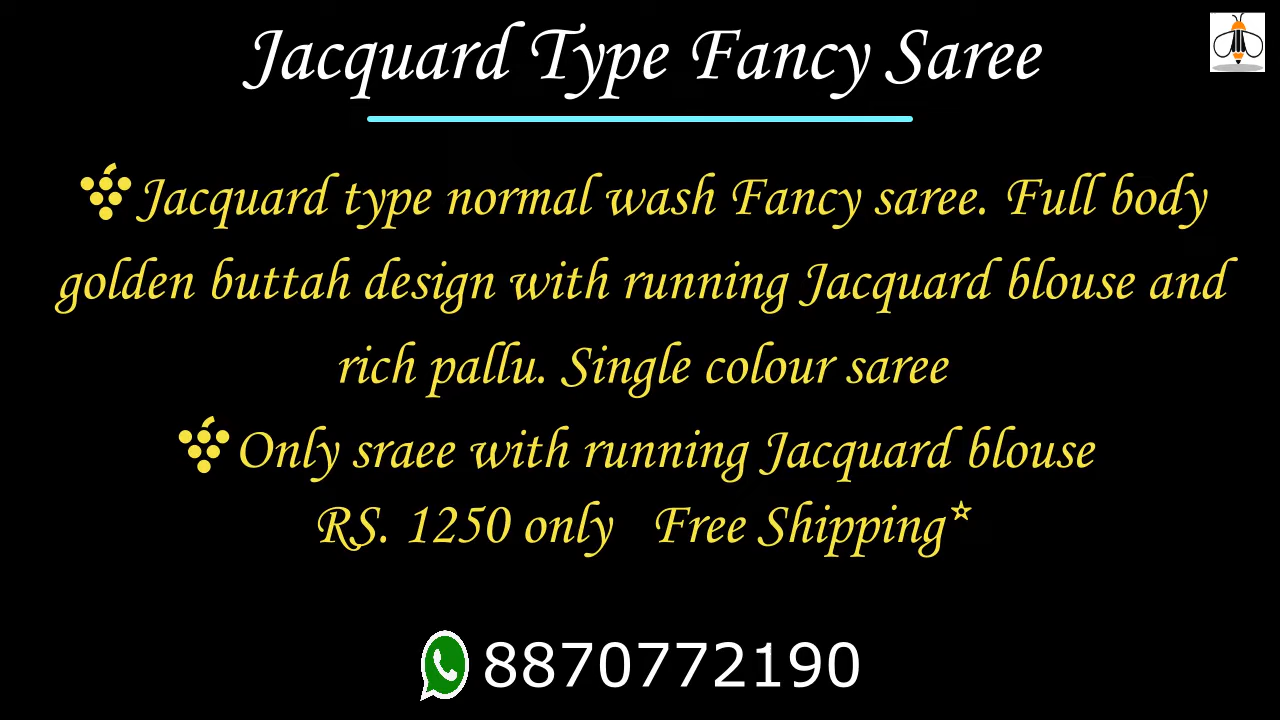 Jacquard Type Fancy Saree
Jacquard type normal wash Fancy saree. Full body
golden buttah design with running Jacquard blouse and
rich pallu. Single colour saree
Only sraee with running Jacquard blouse
RS. 1250 only Free Shipping*
8870772190